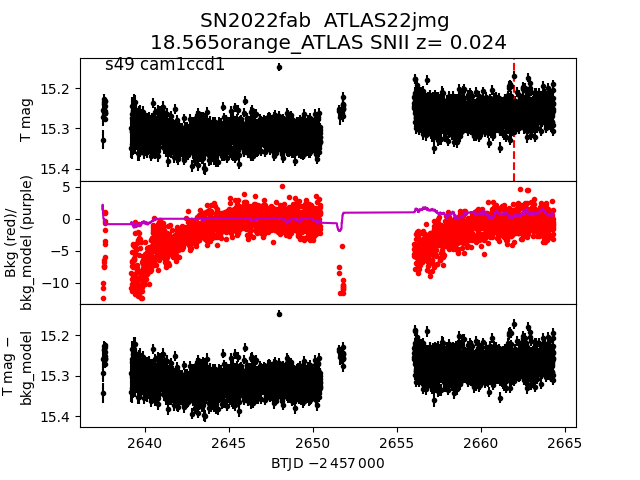 SN2022fab ATLAS22jmg
18.565orange_ATLAS SNII z= 0.024
s49 cam1ccd1
15.2
15.3
15.4
T mag
5
0
−5
−10
Bkg (red)/
bkg_model (purple)
15.2
15.3
15.4
T mag −
bkg_model
2640 2645 2650 2655 2660 2665
BTJD −2 457 000